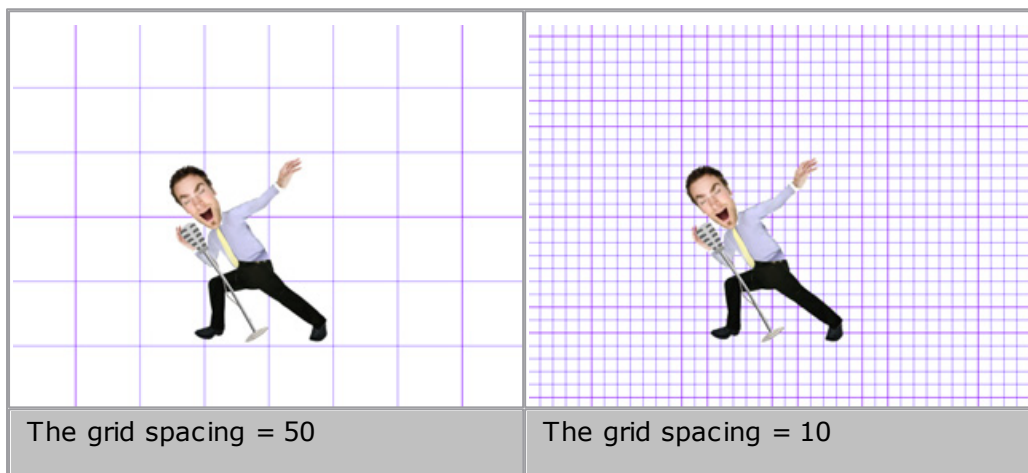 The grid spacing = 50
The grid spacing = 10